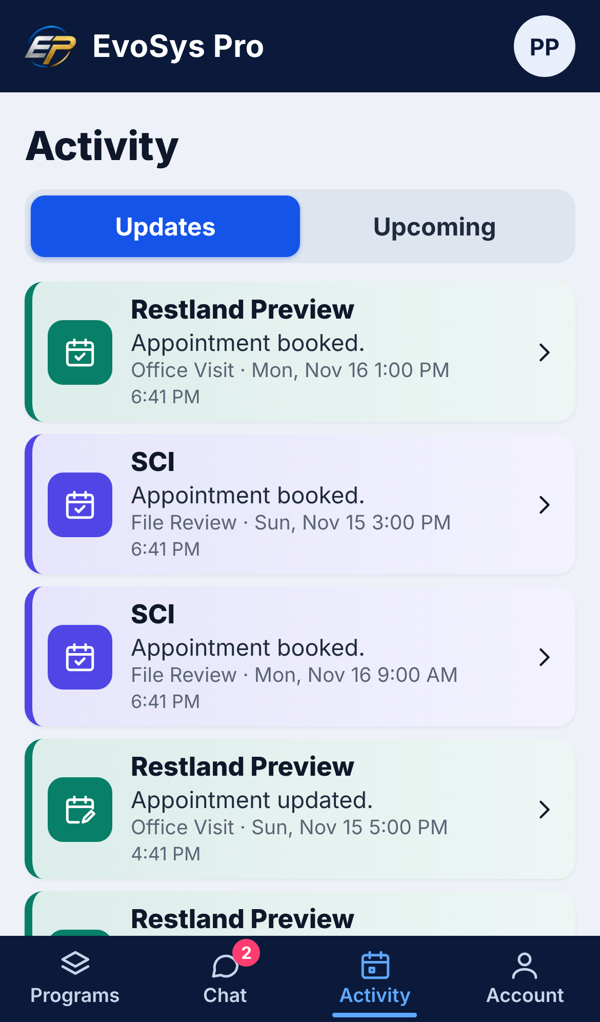 EP EvoSys Pro
PP
Activity
Updates
Upcoming
Restland Preview
Appointment booked.
Office Visit · Mon, Nov 16 1:00 PM
6:41 PM
SCI
Appointment booked.
File Review · Sun, Nov 15 3:00 PM
6:41 PM
SCI
Appointment booked.
File Review · Mon, Nov 16 9:00 AM
6:41 PM
Restland Preview
Appointment updated.
Office Visit · Sun, Nov 15 5:00 PM
4:41 PM
Restland Preview
2
Programs
Chat
Activity
Account